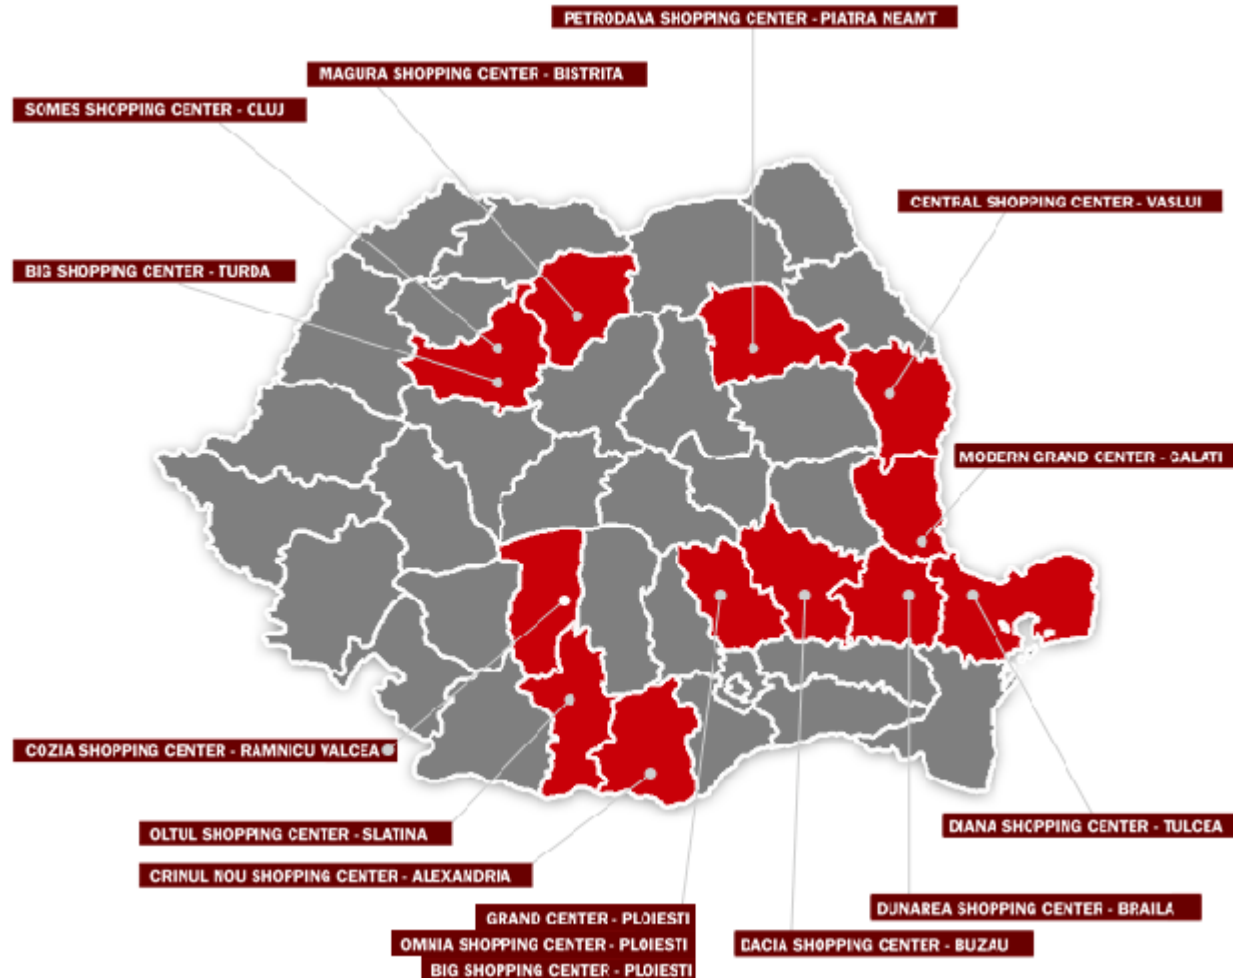 PETRODAVA SHOPPING CENTER - PIATRA NEAMT
MAGURA SHOPPING CENTER - BISTRITA
SOMES SHOPPING CENTER - CLUJ
CENTRAL SHOPPING CENTER - VASLUI
BIG SHOPPING CENTER - TURDA
MODERN GRAND CENTER - GALATI
COZIA SHOPPING CENTER - RAMNICU VALCEA
OLTUL SHOPPING CENTER - SLATINA
DIANA SHOPPING CENTER - TULCEA
CRINUL NOU SHOPPING CENTER - ALEXANDRIA
DUNAREA SHOPPING CENTER - BRAILA
GRAND CENTER - PLOIESTI
OMNIA SHOPPING CENTER - PLOIESTI
DACIA SHOPPING CENTER - BUZAU
BIG SHOPPING CENTER - PLOIESTI